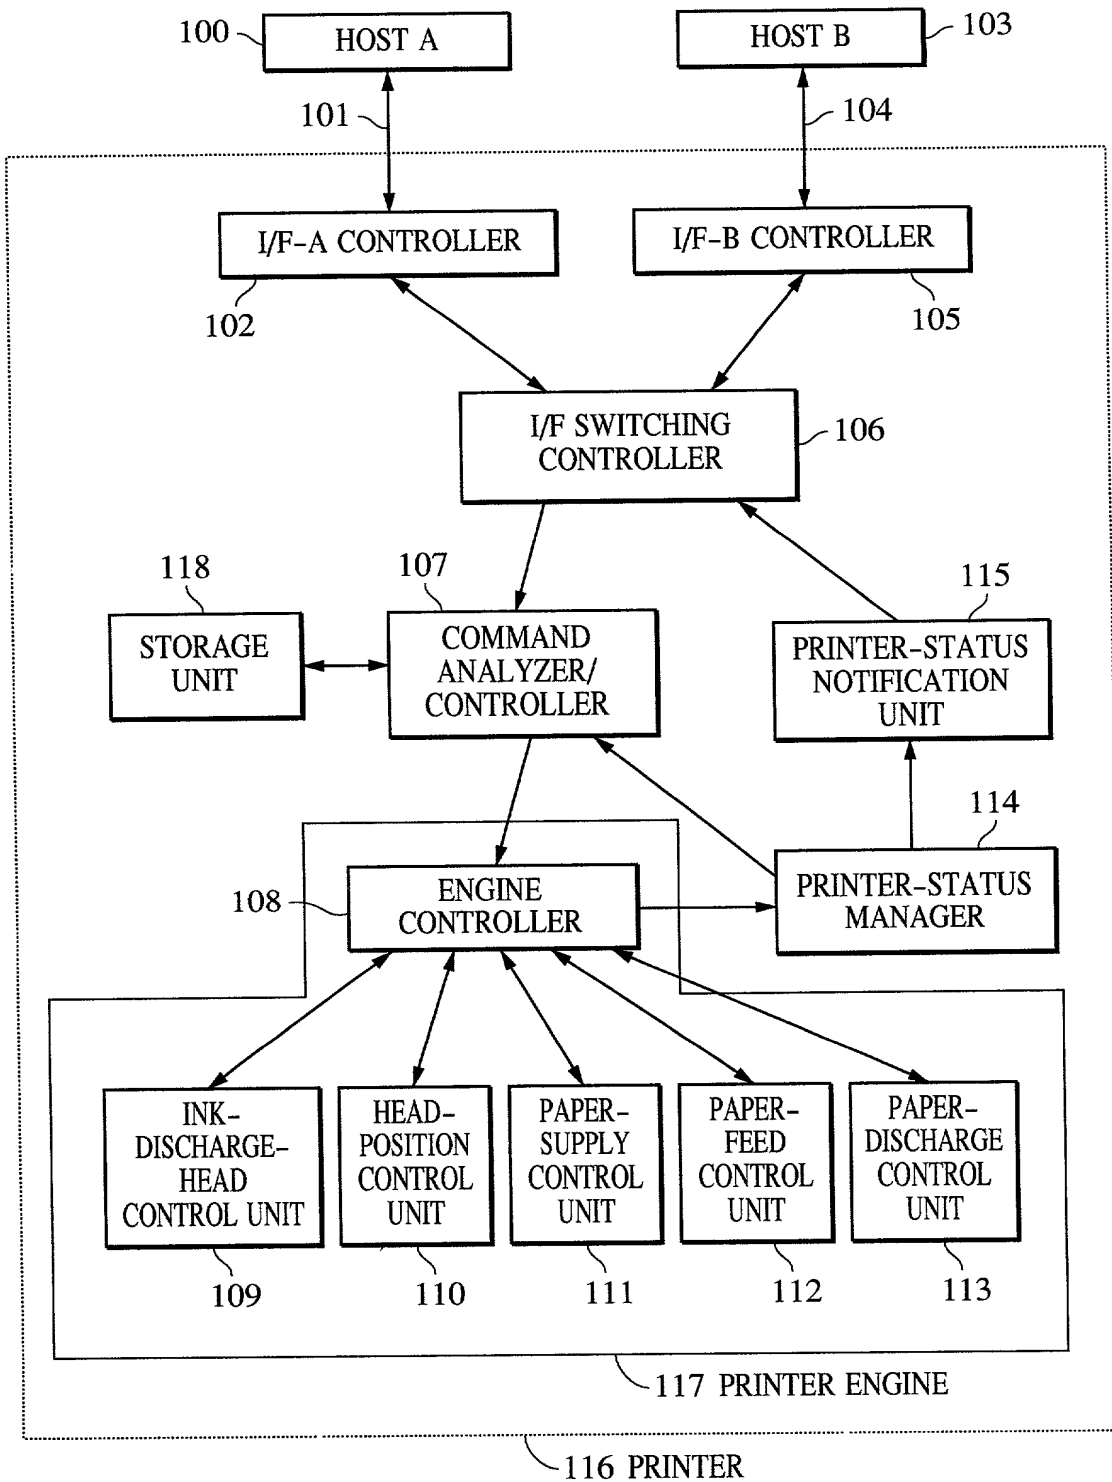 100
HOST A
HOST B
103
101
104
I/F-A CONTROLLER
I/F-B CONTROLLER
102
105
I/F SWITCHING
CONTROLLER
106
118
107
115
STORAGE
UNIT
COMMAND
ANALYZER/
CONTROLLER
PRINTER-STATUS
NOTIFICATION
UNIT
114
108
ENGINE
CONTROLLER
PRINTER-STATUS
MANAGER
INK-
DISCHARGE-
HEAD
CONTROL UNIT
HEAD-
POSITION
CONTROL
UNIT
PAPER-
SUPPLY
CONTROL
UNIT
PAPER-
FEED
CONTROL
UNIT
PAPER-
DISCHARGE
CONTROL
UNIT
109
110
111
112
113
117 PRINTER ENGINE
116 PRINTER